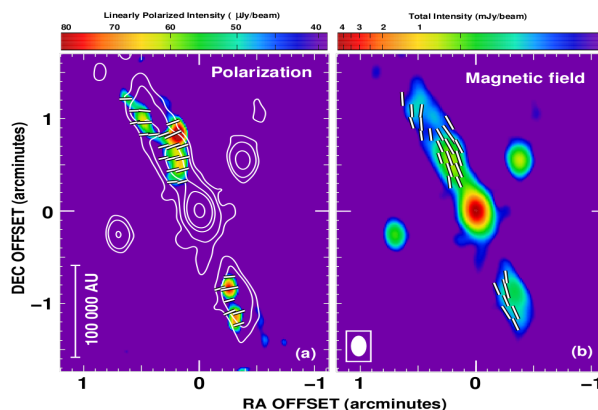 Linearly Polarized Intensity ( μJy/beam)
80 70 60 50 40
Total Intensity (mJy/beam)
4 3 2 1
Polarization
Magnetic field
DEC OFFSET (arcminutes)
1
0
-1
100 000 AU
(a)
(b)
1 0 -1
1 0 -1
RA OFFSET (arcminutes)